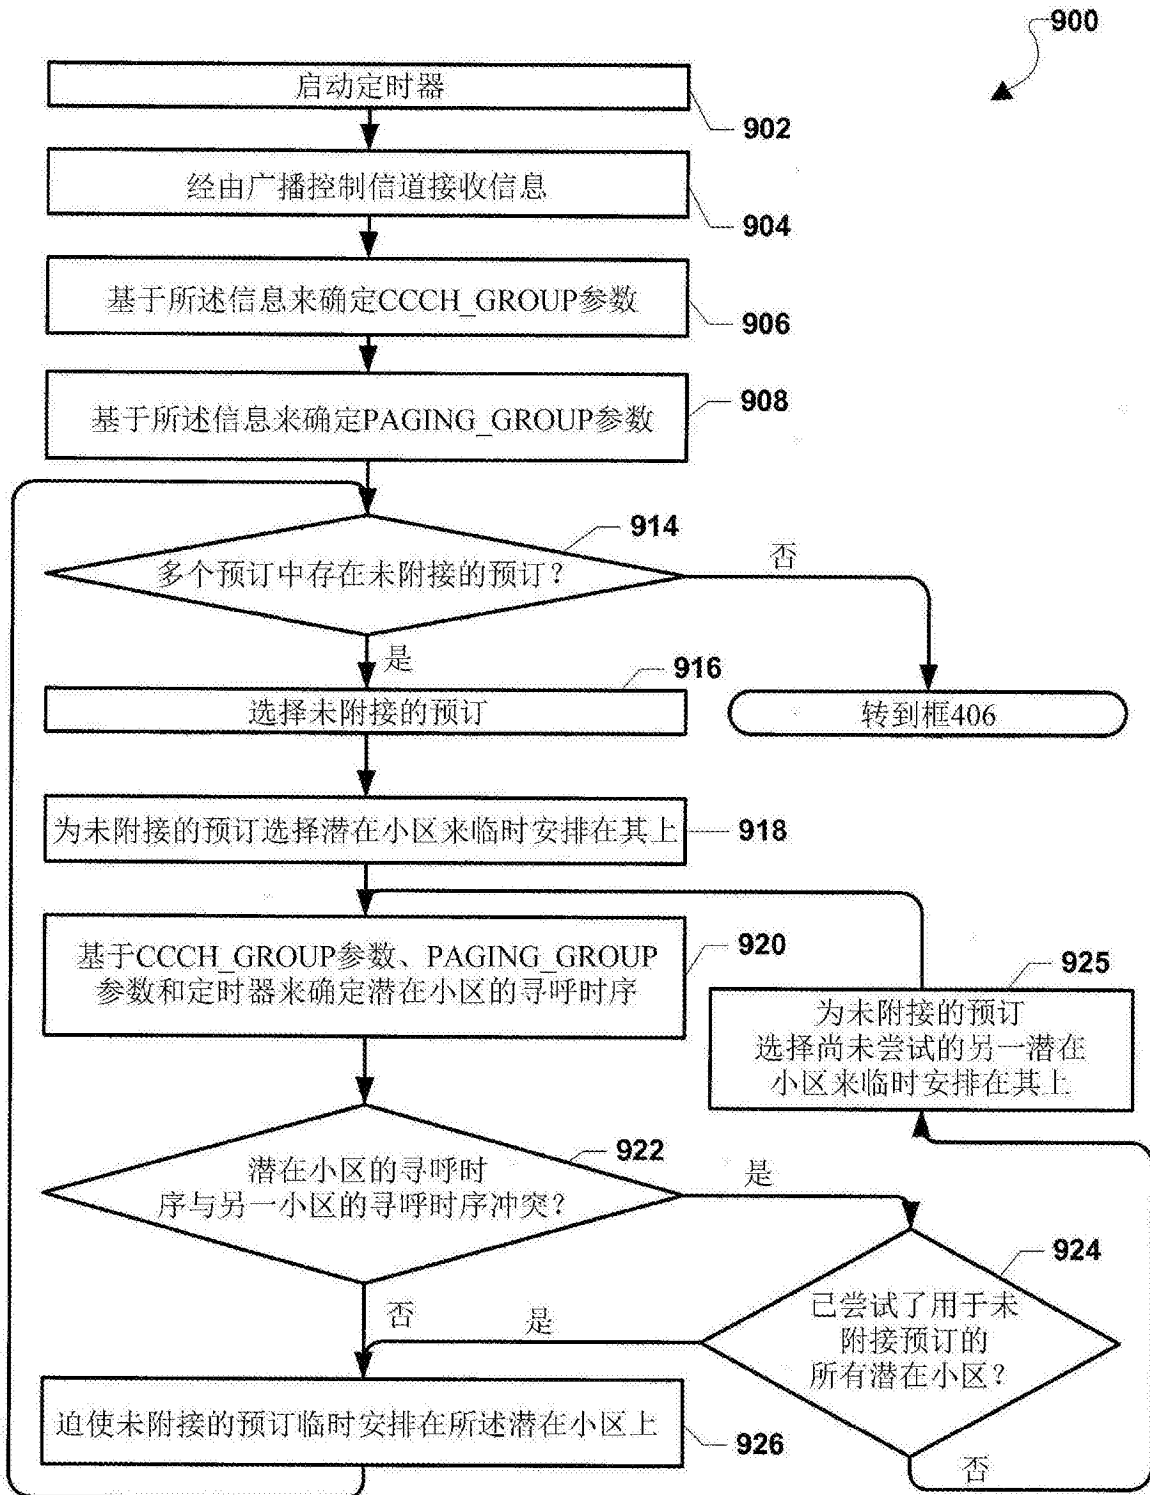 900
启动定时器
902
经由广播控制信道接收信息
904
基于所述信息来确定CCCH_GROUP参数
906
基于所述信息来确定PAGING_GROUP参数
908
914
多个预订中存在未附接的预订？
否
是
916
选择未附接的预订
转到框406
为未附接的预订选择潜在小区来临时安排在其上
918
基于CCCH_GROUP参数、PAGING_GROUP
参数和定时器来确定潜在小区的寻呼时序
920
925
为未附接的预订
选择尚未尝试的另一潜在
小区来临时安排在其上
922
潜在小区的寻呼时
序与另一小区的寻呼时序冲突？
是
924
已尝试了用于未
附接预订的
所有潜在小区？
否
是
迫使未附接的预订临时安排在所述潜在小区上
926
否